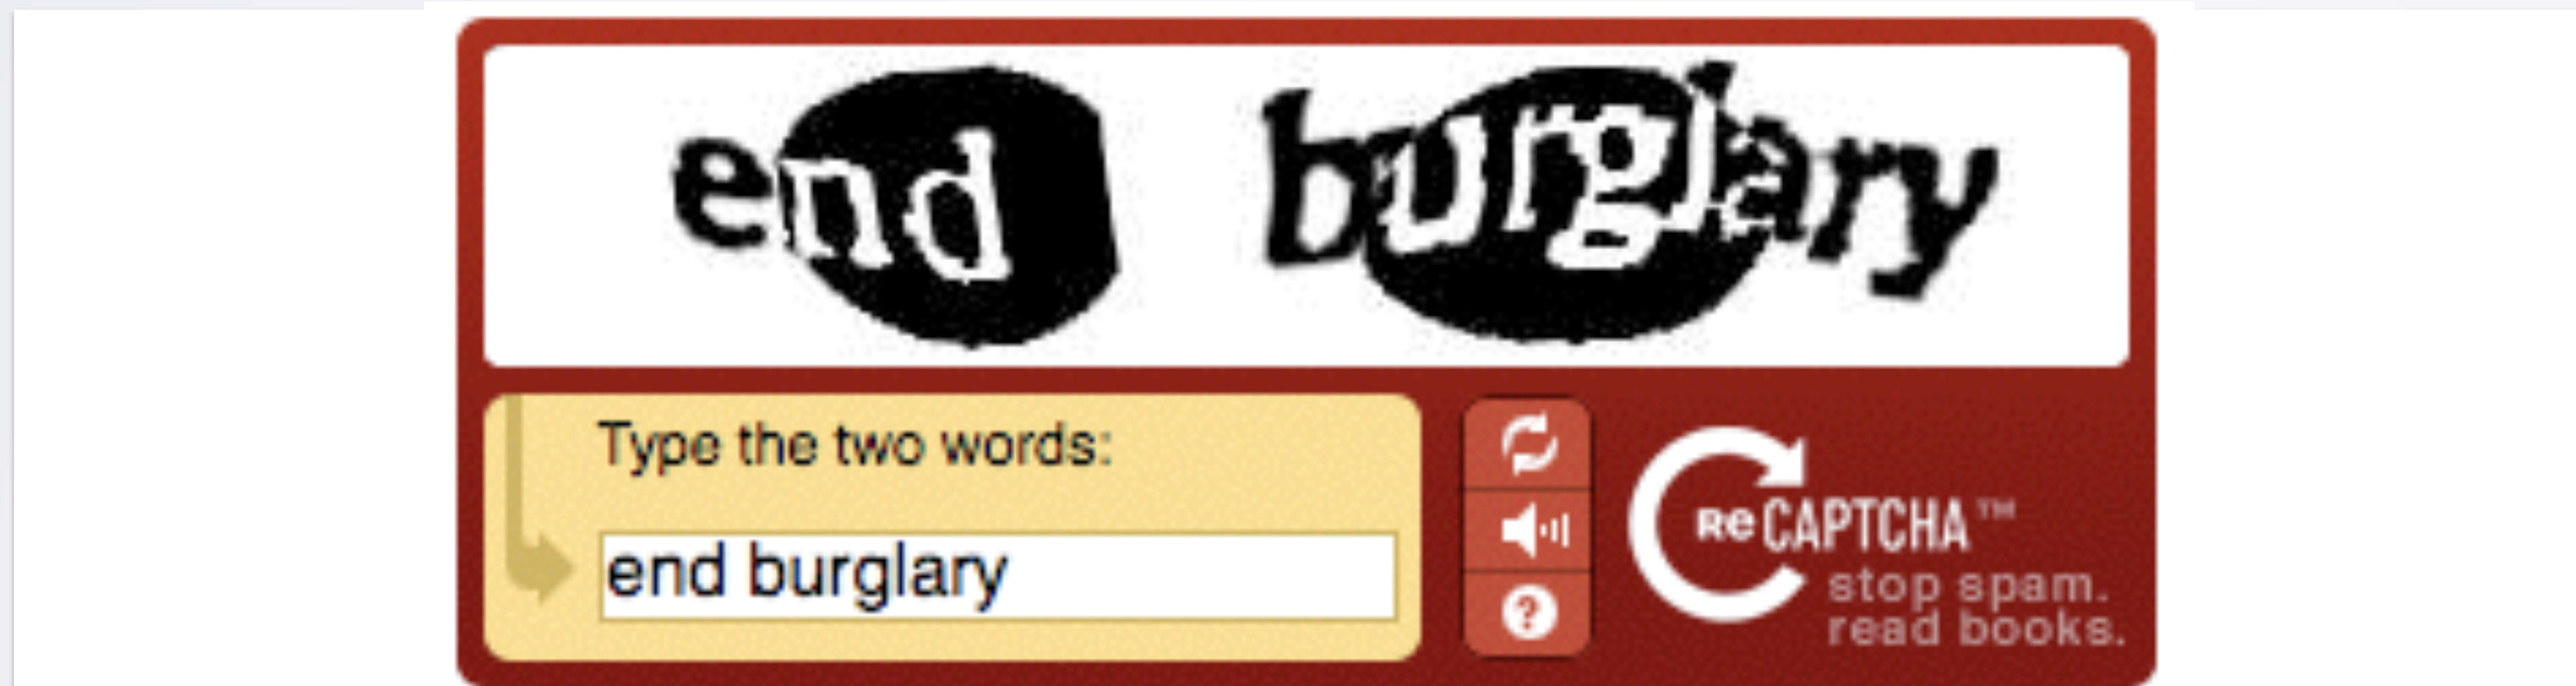 end burglary
Type the two words:
end burglary
ReCAPTCHA™
stop spam.
read books.